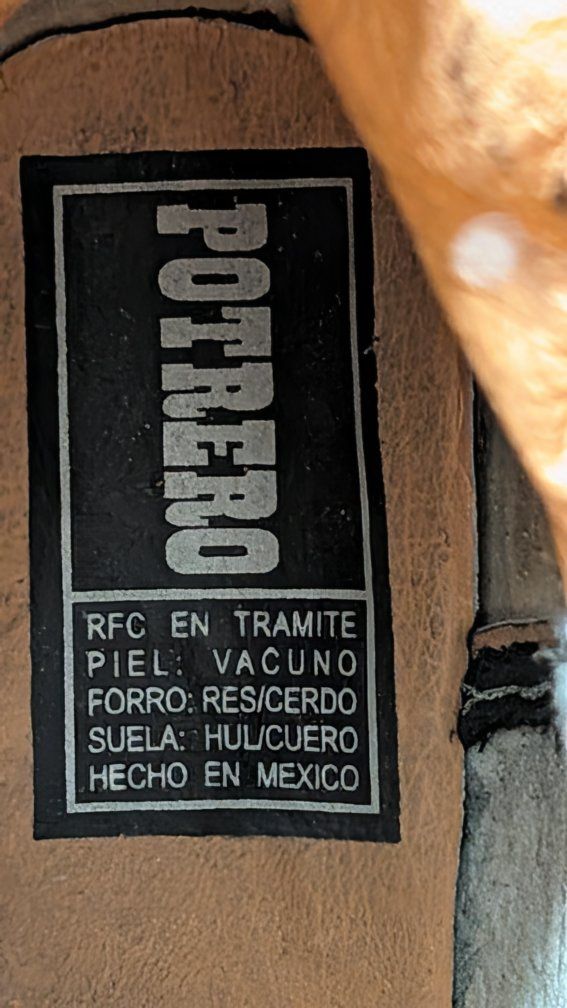 POTRERO
RFC EN TRAMITE
PIEL: VACUNO
FORRO: RES/CERDO
SUELA: HUL/CUERO
HECHO EN MEXICO